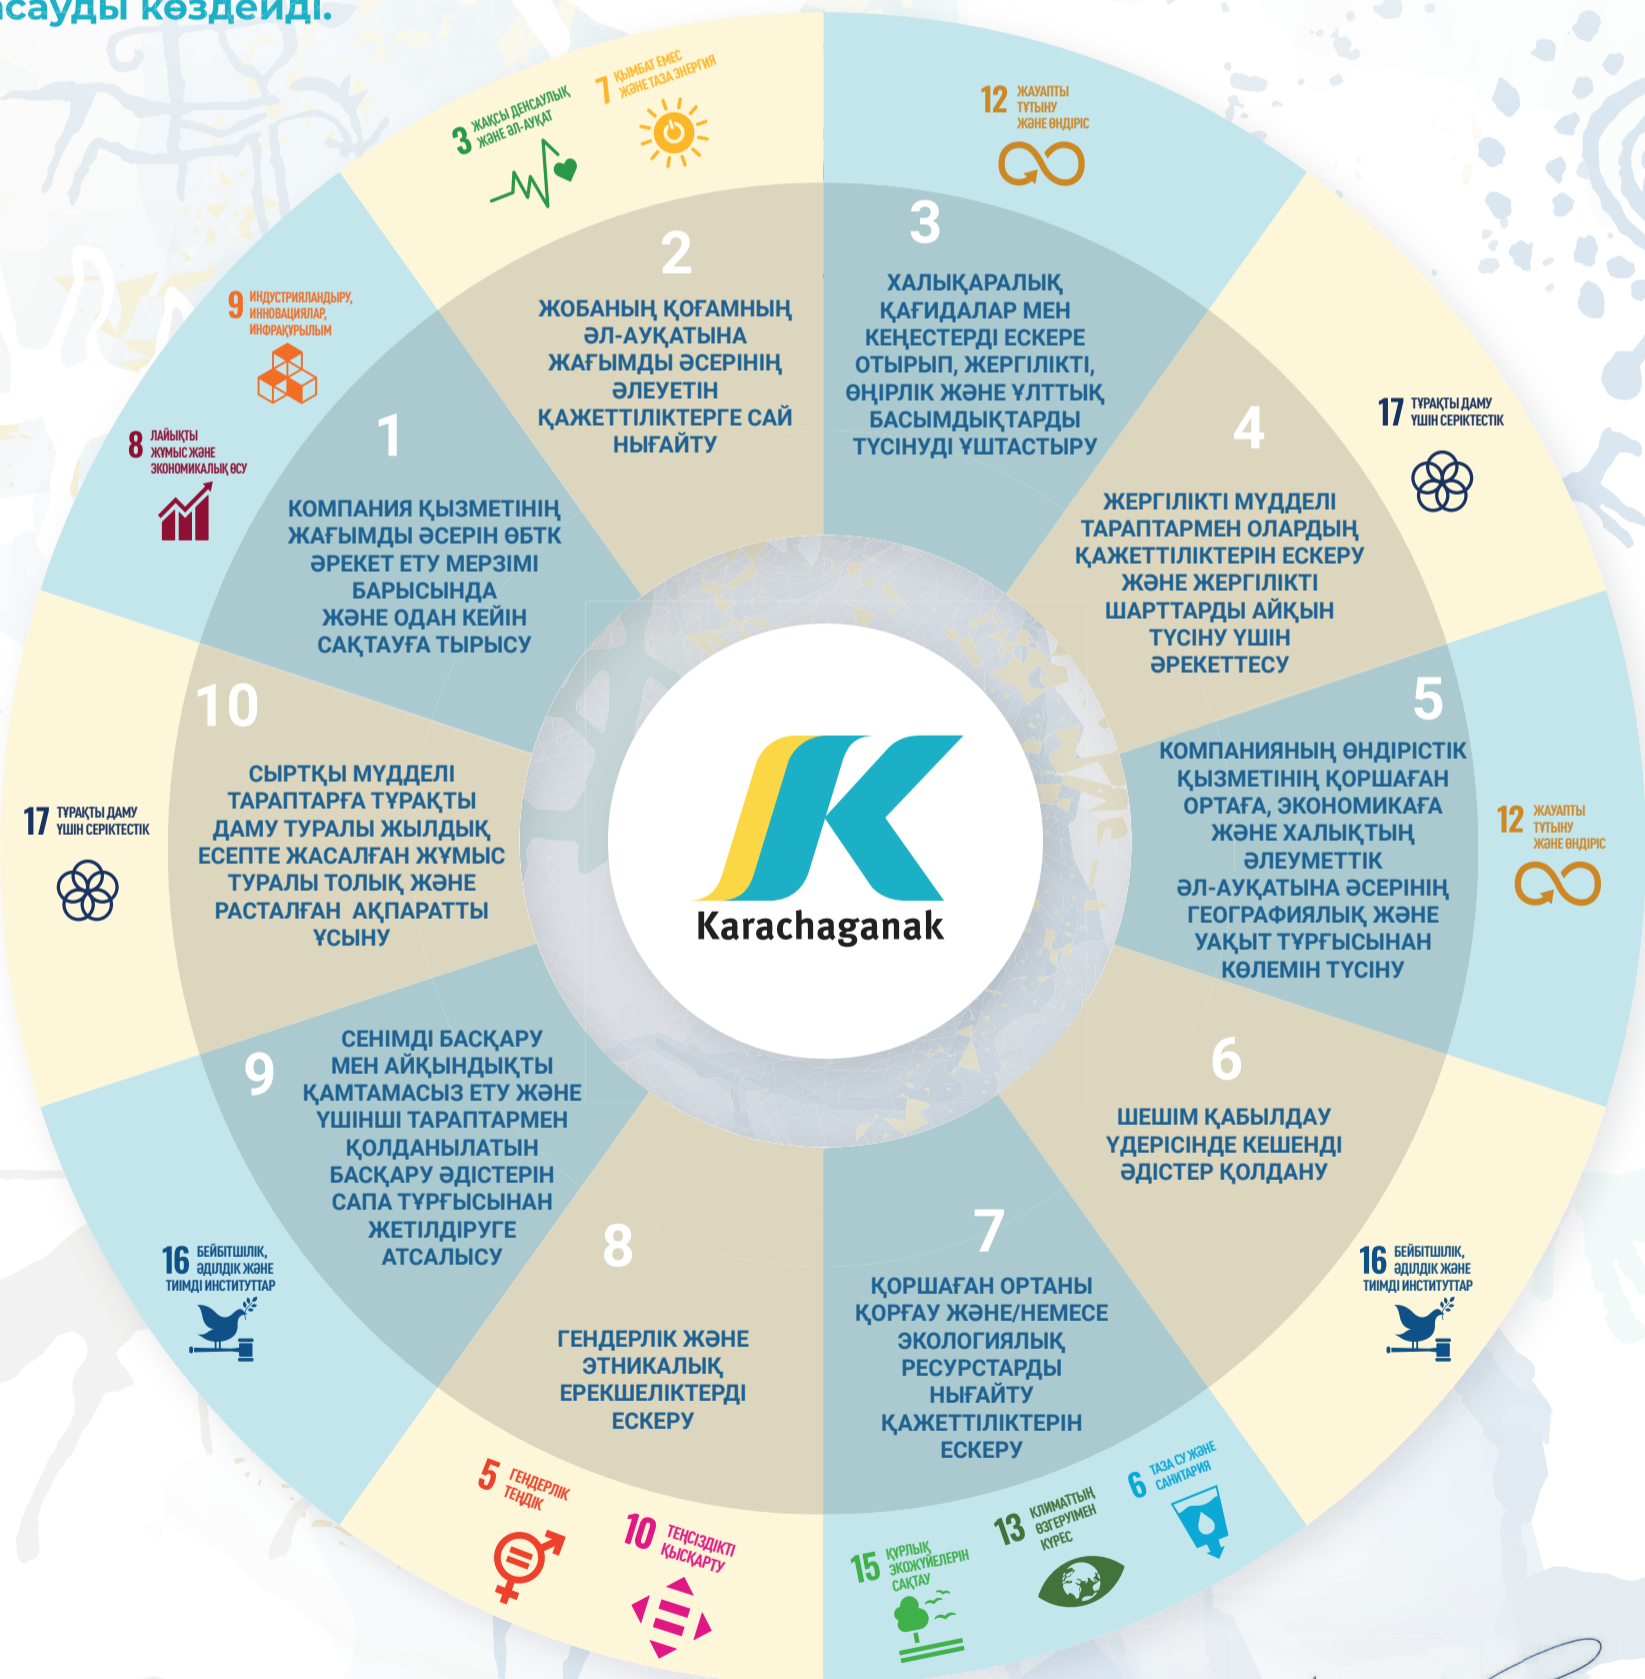 асауды көздейді.
3 ЖАҚСЫ ДЕНСАУЛЫҚ
ЖӘНЕ ӘЛ-АУҚАТ
7 ҚЫМБАТ ЕМЕС
ЖӘНЕ ТАЗА ЭНЕРГИЯ
2
ЖОБАНЫҢ ҚОҒАМНЫҢ
ӘЛ-АУҚАТЫНА
ЖАҒЫМДЫ ӘСЕРІНІҢ
ӘЛЕУЕТІН
ҚАЖЕТТІЛІКТЕРГЕ САЙ
НЫҒАЙТУ
12 ЖАУАПТЫ
ТҰТЫНУ
ЖӘНЕ ӨНДІРІС
3
ХАЛЫҚАРАЛЫҚ
ҚАҒИДАЛАР МЕН
КЕҢЕСТЕРДІ ЕСКЕРЕ
ОТЫРЫП, ЖЕРГІЛІКТІ,
ӨҢІРЛІК ЖӘНЕ ҰЛТТЫҚ
БАСЫМДЫҚТАРДЫ
ТҮСІНУДІ ҰШТАСТЫРУ
9 ИНДУСТРИЯЛАНДЫРУ,
ИННОВАЦИЯЛАР,
ИНФРАҚҰРЫЛЫМ
8 ЛАЙЫҚТЫ
ЖҰМЫС ЖӘНЕ
ЭКОНОМИКАЛЫҚ ӨСУ
1
КОМПАНИЯ ҚЫЗМЕТІНІҢ
ЖАҒЫМДЫ ӘСЕРІН ӨБТК
ӘРЕКЕТ ЕТУ МЕРЗІМІ
БАРЫСЫНДА
ЖӘНЕ ОДАН КЕЙІН
САҚТАУҒА ТЫРЫСУ
17 ТҰРАҚТЫ ДАМУ
ҮШІН СЕРІКТЕСТІК
4
ЖЕРГІЛІКТІ МҮДДЕЛІ
ТАРАПТАРМЕН ОЛАРДЫҢ
ҚАЖЕТТІЛІКТЕРІН ЕСКЕРУ
ЖӘНЕ ЖЕРГІЛІКТІ
ШАРТТАРДЫ АЙҚЫН
ТҮСІНУ ҮШІН
ӘРЕКЕТТЕСУ
10
СЫРТҚЫ МҮДДЕЛІ
ТАРАПТАРҒА ТҰРАҚТЫ
ДАМУ ТУРАЛЫ ЖЫЛДЫҚ
ЕСЕПТЕ ЖАСАЛҒАН ЖҰМЫС
ТУРАЛЫ ТОЛЫҚ ЖӘНЕ
РАСТАЛҒАН АҚПАРАТТЫ
ҰСЫНУ
17 ТҰРАҚТЫ ДАМУ
ҮШІН СЕРІКТЕСТІК
Karachaganak
5
КОМПАНИЯНЫҢ ӨНДІРІСТІК
ҚЫЗМЕТІНІҢ ҚОРШАҒАН
ОРТАҒА, ЭКОНОМИКАҒА
ЖӘНЕ ХАЛЫҚТЫҢ
ӘЛЕУМЕТТІК
ӘЛ-АУҚАТЫНА ӘСЕРІНІҢ
ГЕОГРАФИЯЛЫҚ ЖӘНЕ
УАҚЫТ ТҰРҒЫСЫНАН
КӨЛЕМІН ТҮСІНУ
12 ЖАУАПТЫ
ТҰТЫНУ
ЖӘНЕ ӨНДІРІС
9
СЕНІМДІ БАСҚАРУ
МЕН АЙҚЫНДЫҚТЫ
ҚАМТАМАСЫЗ ЕТУ ЖӘНЕ
ҮШІНШІ ТАРАПТАРМЕН
ҚОЛДАНЫЛАТЫН
БАСҚАРУ ӘДІСТЕРІН
САПА ТҰРҒЫСЫНАН
ЖЕТІЛДІРУГЕ
АТСАЛЫСУ
16 БЕЙБІТШІЛІК,
ӘДІЛДІК ЖӘНЕ
ТИІМДІ ИНСТИТУТТАР
6
ШЕШІМ ҚАБЫЛДАУ
ҮДЕРІСІНДЕ КЕШЕНДІ
ӘДІСТЕР ҚОЛДАНУ
16 БЕЙБІТШІЛІК,
ӘДІЛДІК ЖӘНЕ
ТИІМДІ ИНСТИТУТТАР
8
ГЕНДЕРЛІК ЖӘНЕ
ЭТНИКАЛЫҚ
ЕРЕКШЕЛІКТЕРДІ
ЕСКЕРУ
5 ГЕНДЕРЛІК
ТЕҢДІК
10 ТЕҢСІЗДІКТІ
ҚЫСҚАРТУ
7
ҚОРШАҒАН ОРТАНЫ
ҚОРҒАУ ЖӘНЕ/НЕМЕСЕ
ЭКОЛОГИЯЛЫҚ
РЕСУРСТАРДЫ
НЫҒАЙТУ
ҚАЖЕТТІЛІКТЕРІН
ЕСКЕРУ
15 ҚҰРЛЫҚ
ЭКОЖҮЙЕЛЕРІН
САҚТАУ
13 КЛИМАТТЫҢ
ӨЗГЕРУІМЕН
КҮРЕС
6 ТАЗА СУ ЖӘНЕ
САНИТАРИЯ